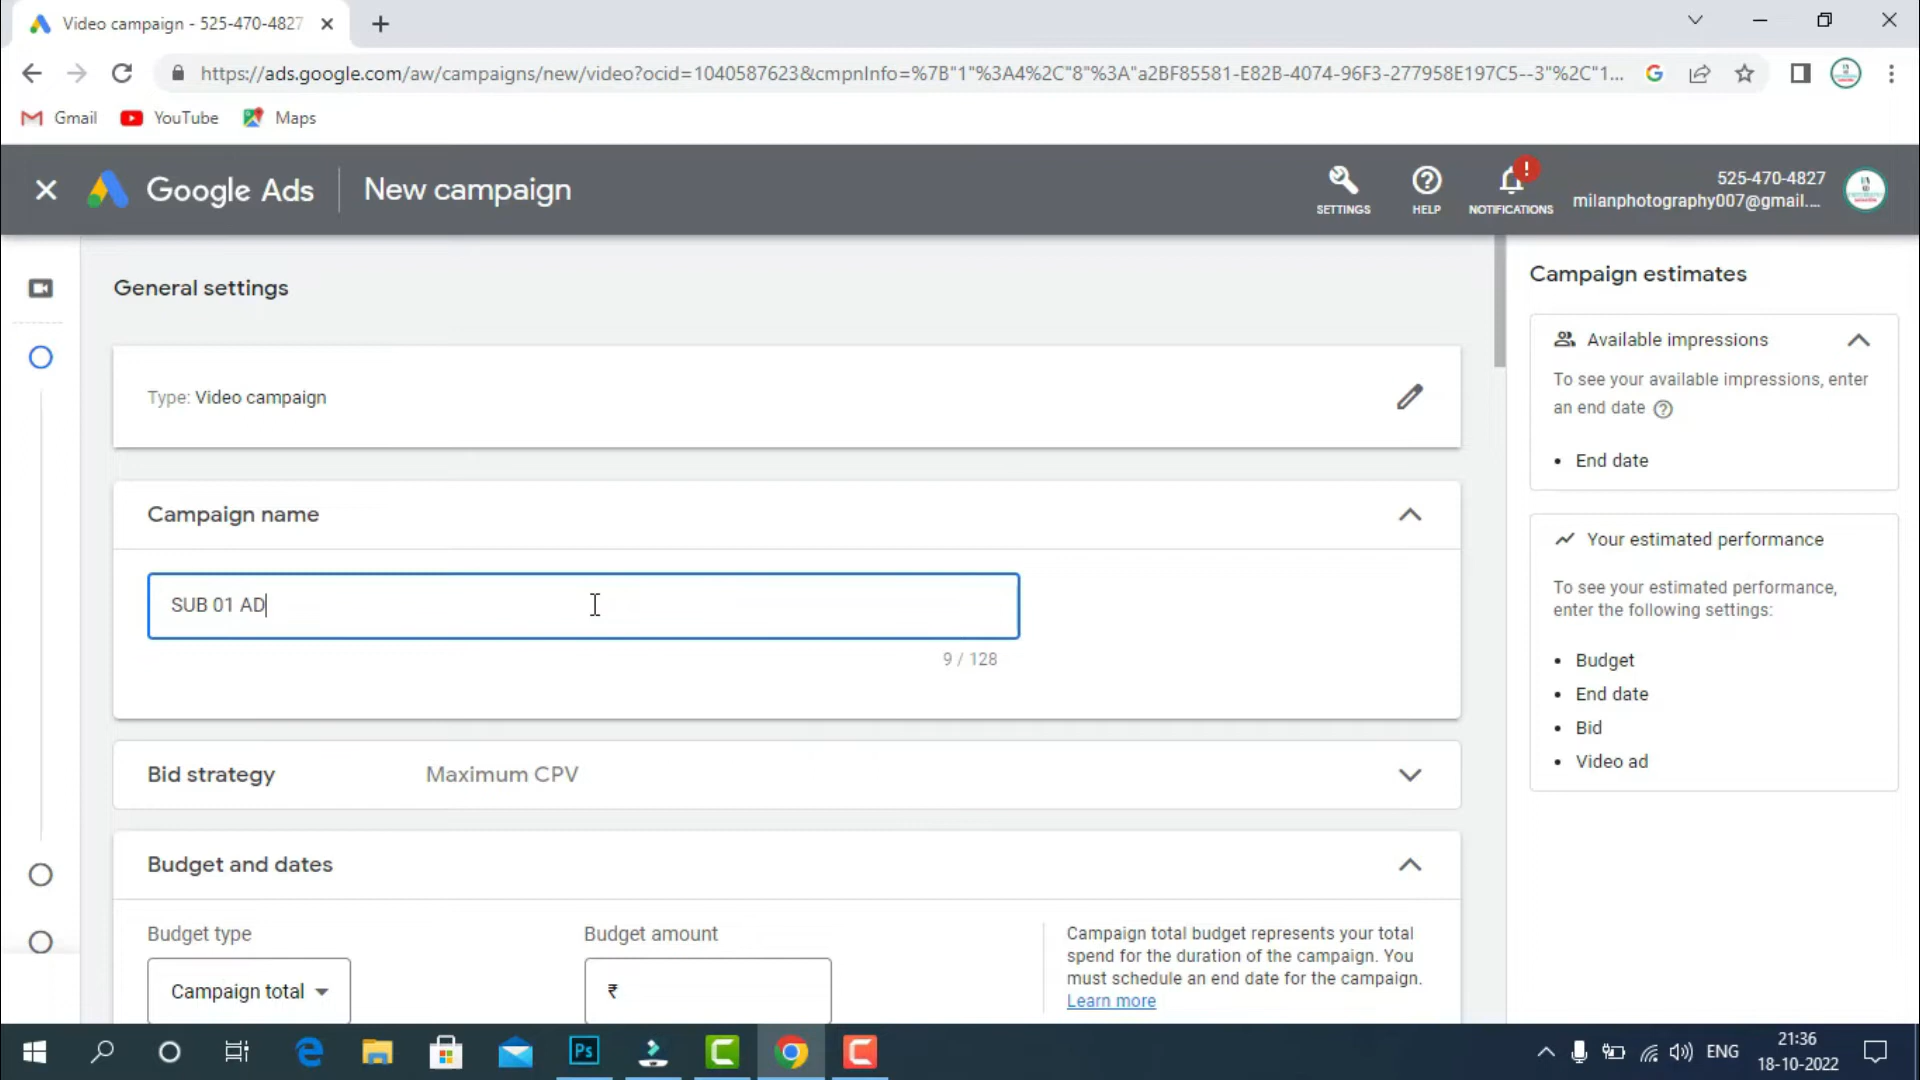 Video campaign - 525-470-4827
https://ads.google.com/aw/campaigns/new/video?ocid=1040587623&cmpnInfo=%7B"1"%3A4%2C"8"%3A"a2BF85581-E82B-4074-96F3-277958E197C5--3"%2C"1...
Gmail
YouTube
Maps
Google Ads
New campaign
SETTINGS
HELP
!
NOTIFICATIONS
525-470-4827
milanphotography007@gmail....
General settings
Type: Video campaign
Campaign name
SUB 01 AD
9 / 128
Bid strategy
Maximum CPV
Budget and dates
Budget type
Campaign total
Budget amount
₹
Campaign total budget represents your total
spend for the duration of the campaign. You
must schedule an end date for the campaign.
Learn more
Campaign estimates
Available impressions
To see your available impressions, enter
an end date
• End date
Your estimated performance
To see your estimated performance,
enter the following settings:
• Budget
• End date
• Bid
• Video ad
Ps
ENG
21:36
18-10-2022